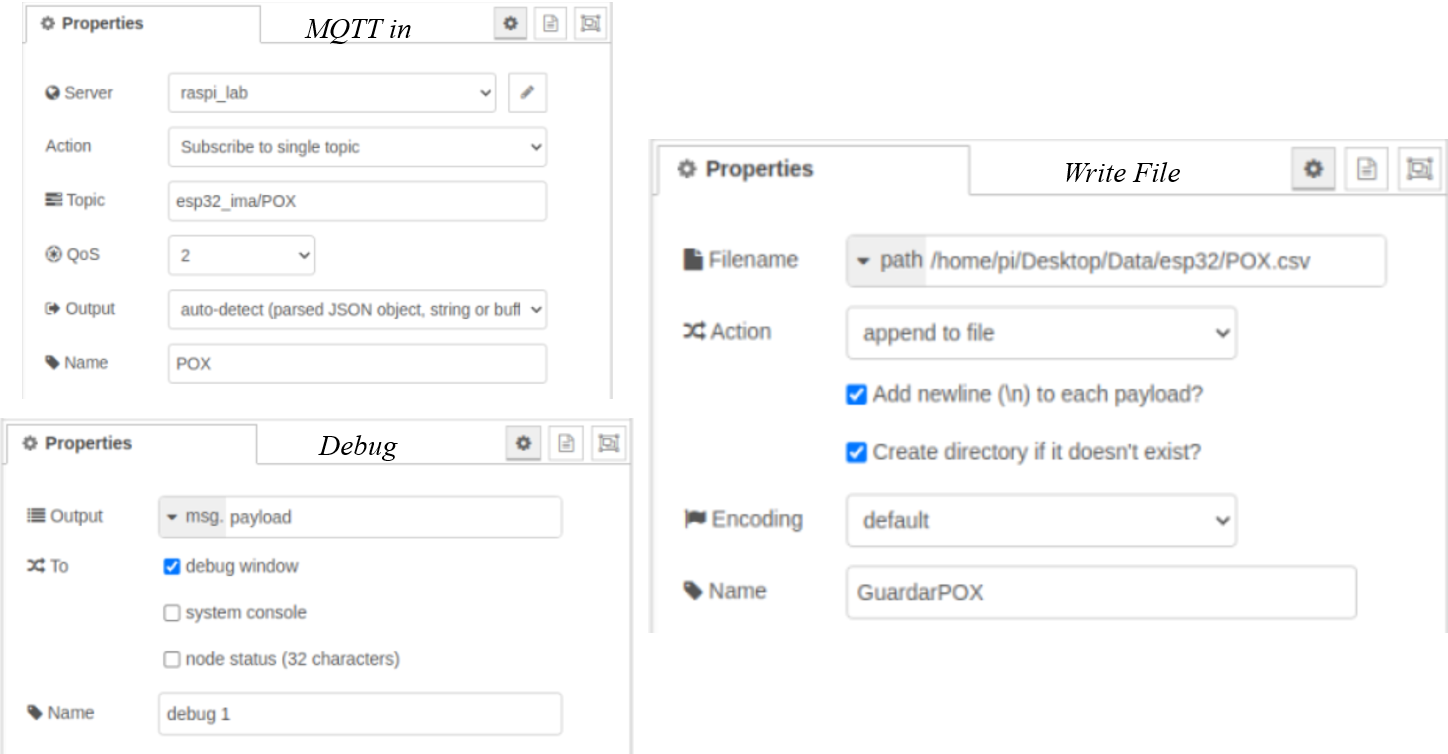 Properties
MQTT in
Server
raspi_lab
Action
Subscribe to single topic
Topic
esp32_ima/POX
QoS
2
Output
auto-detect (parsed JSON object, string or buff
Name
POX
Properties
Debug
Output
msg. payload
To
debug window
system console
node status (32 characters)
Name
debug 1
Properties
Write File
Filename
path /home/pi/Desktop/Data/esp32/POX.csv
Action
append to file
Add newline (\n) to each payload?
Create directory if it doesn't exist?
Encoding
default
Name
GuardarPOX